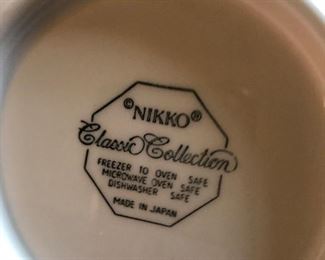 ©NIKKO®
Classic Collection
FREEZER TO OVEN SAFE
MICROWAVE OVEN SAFE
DISHWASHER SAFE
MADE IN JAPAN